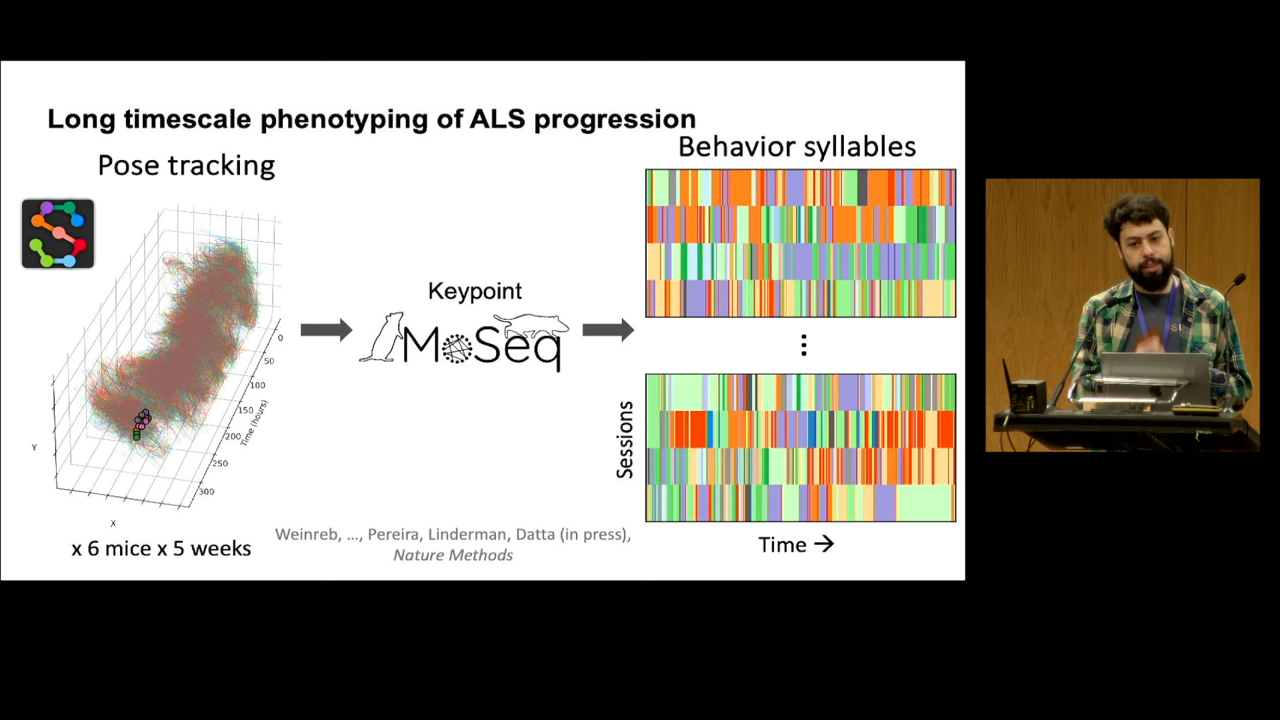 Long timescale phenotyping of ALS progression
Pose tracking
Behavior syllables
0
50
100
150
200
250
300
Time (hours)
Y
X
x 6 mice x 5 weeks
Keypoint
MoSeq
Weinreb, ..., Pereira, Linderman, Datta (in press),
Nature Methods
Sessions
Time →